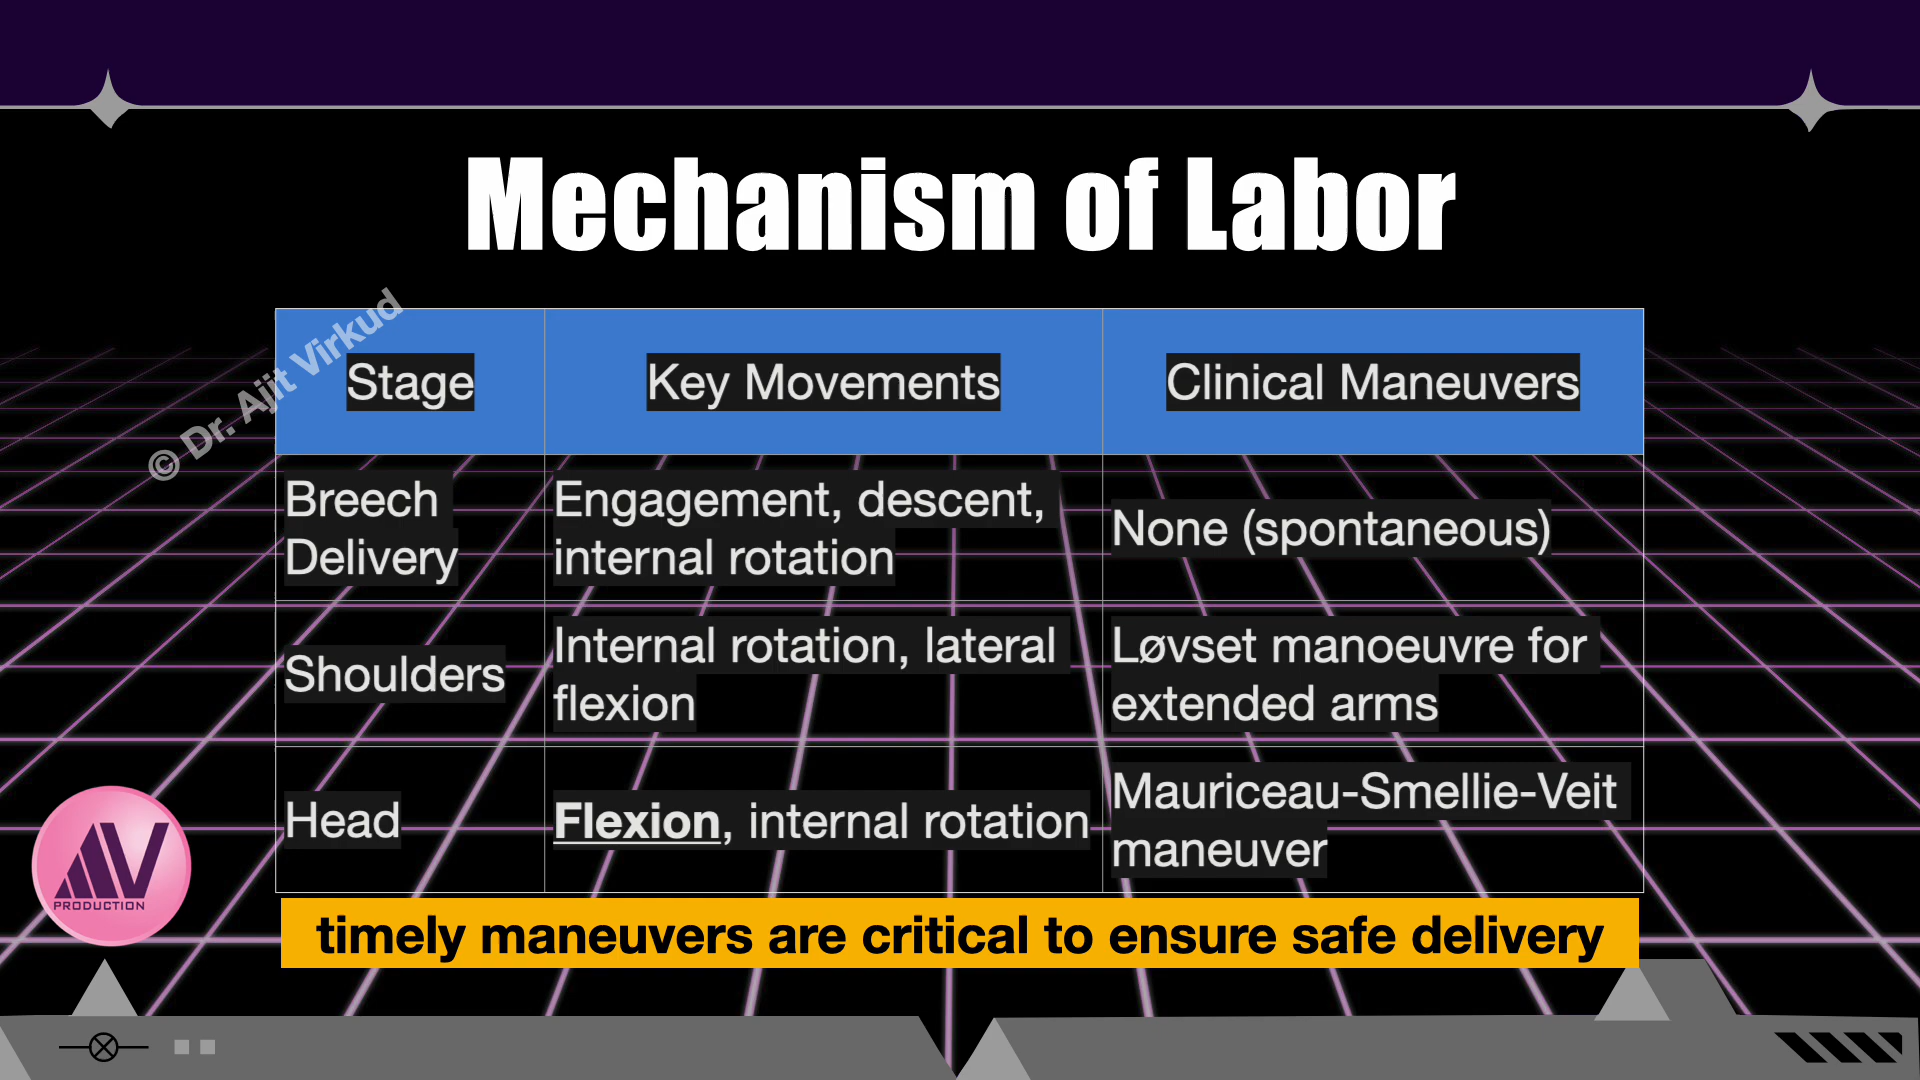 Mechanism of Labor
© Dr. Ajit Virkud
Stage
Key Movements
Clinical Maneuvers
Breech
Delivery
Engagement, descent,
internal rotation
None (spontaneous)
Shoulders
Internal rotation, lateral
flexion
Løvset manoeuvre for
extended arms
Head
Flexion, internal rotation
Mauriceau-Smellie-Veit
maneuver
timely maneuvers are critical to ensure safe delivery
AV
PRODUCTION